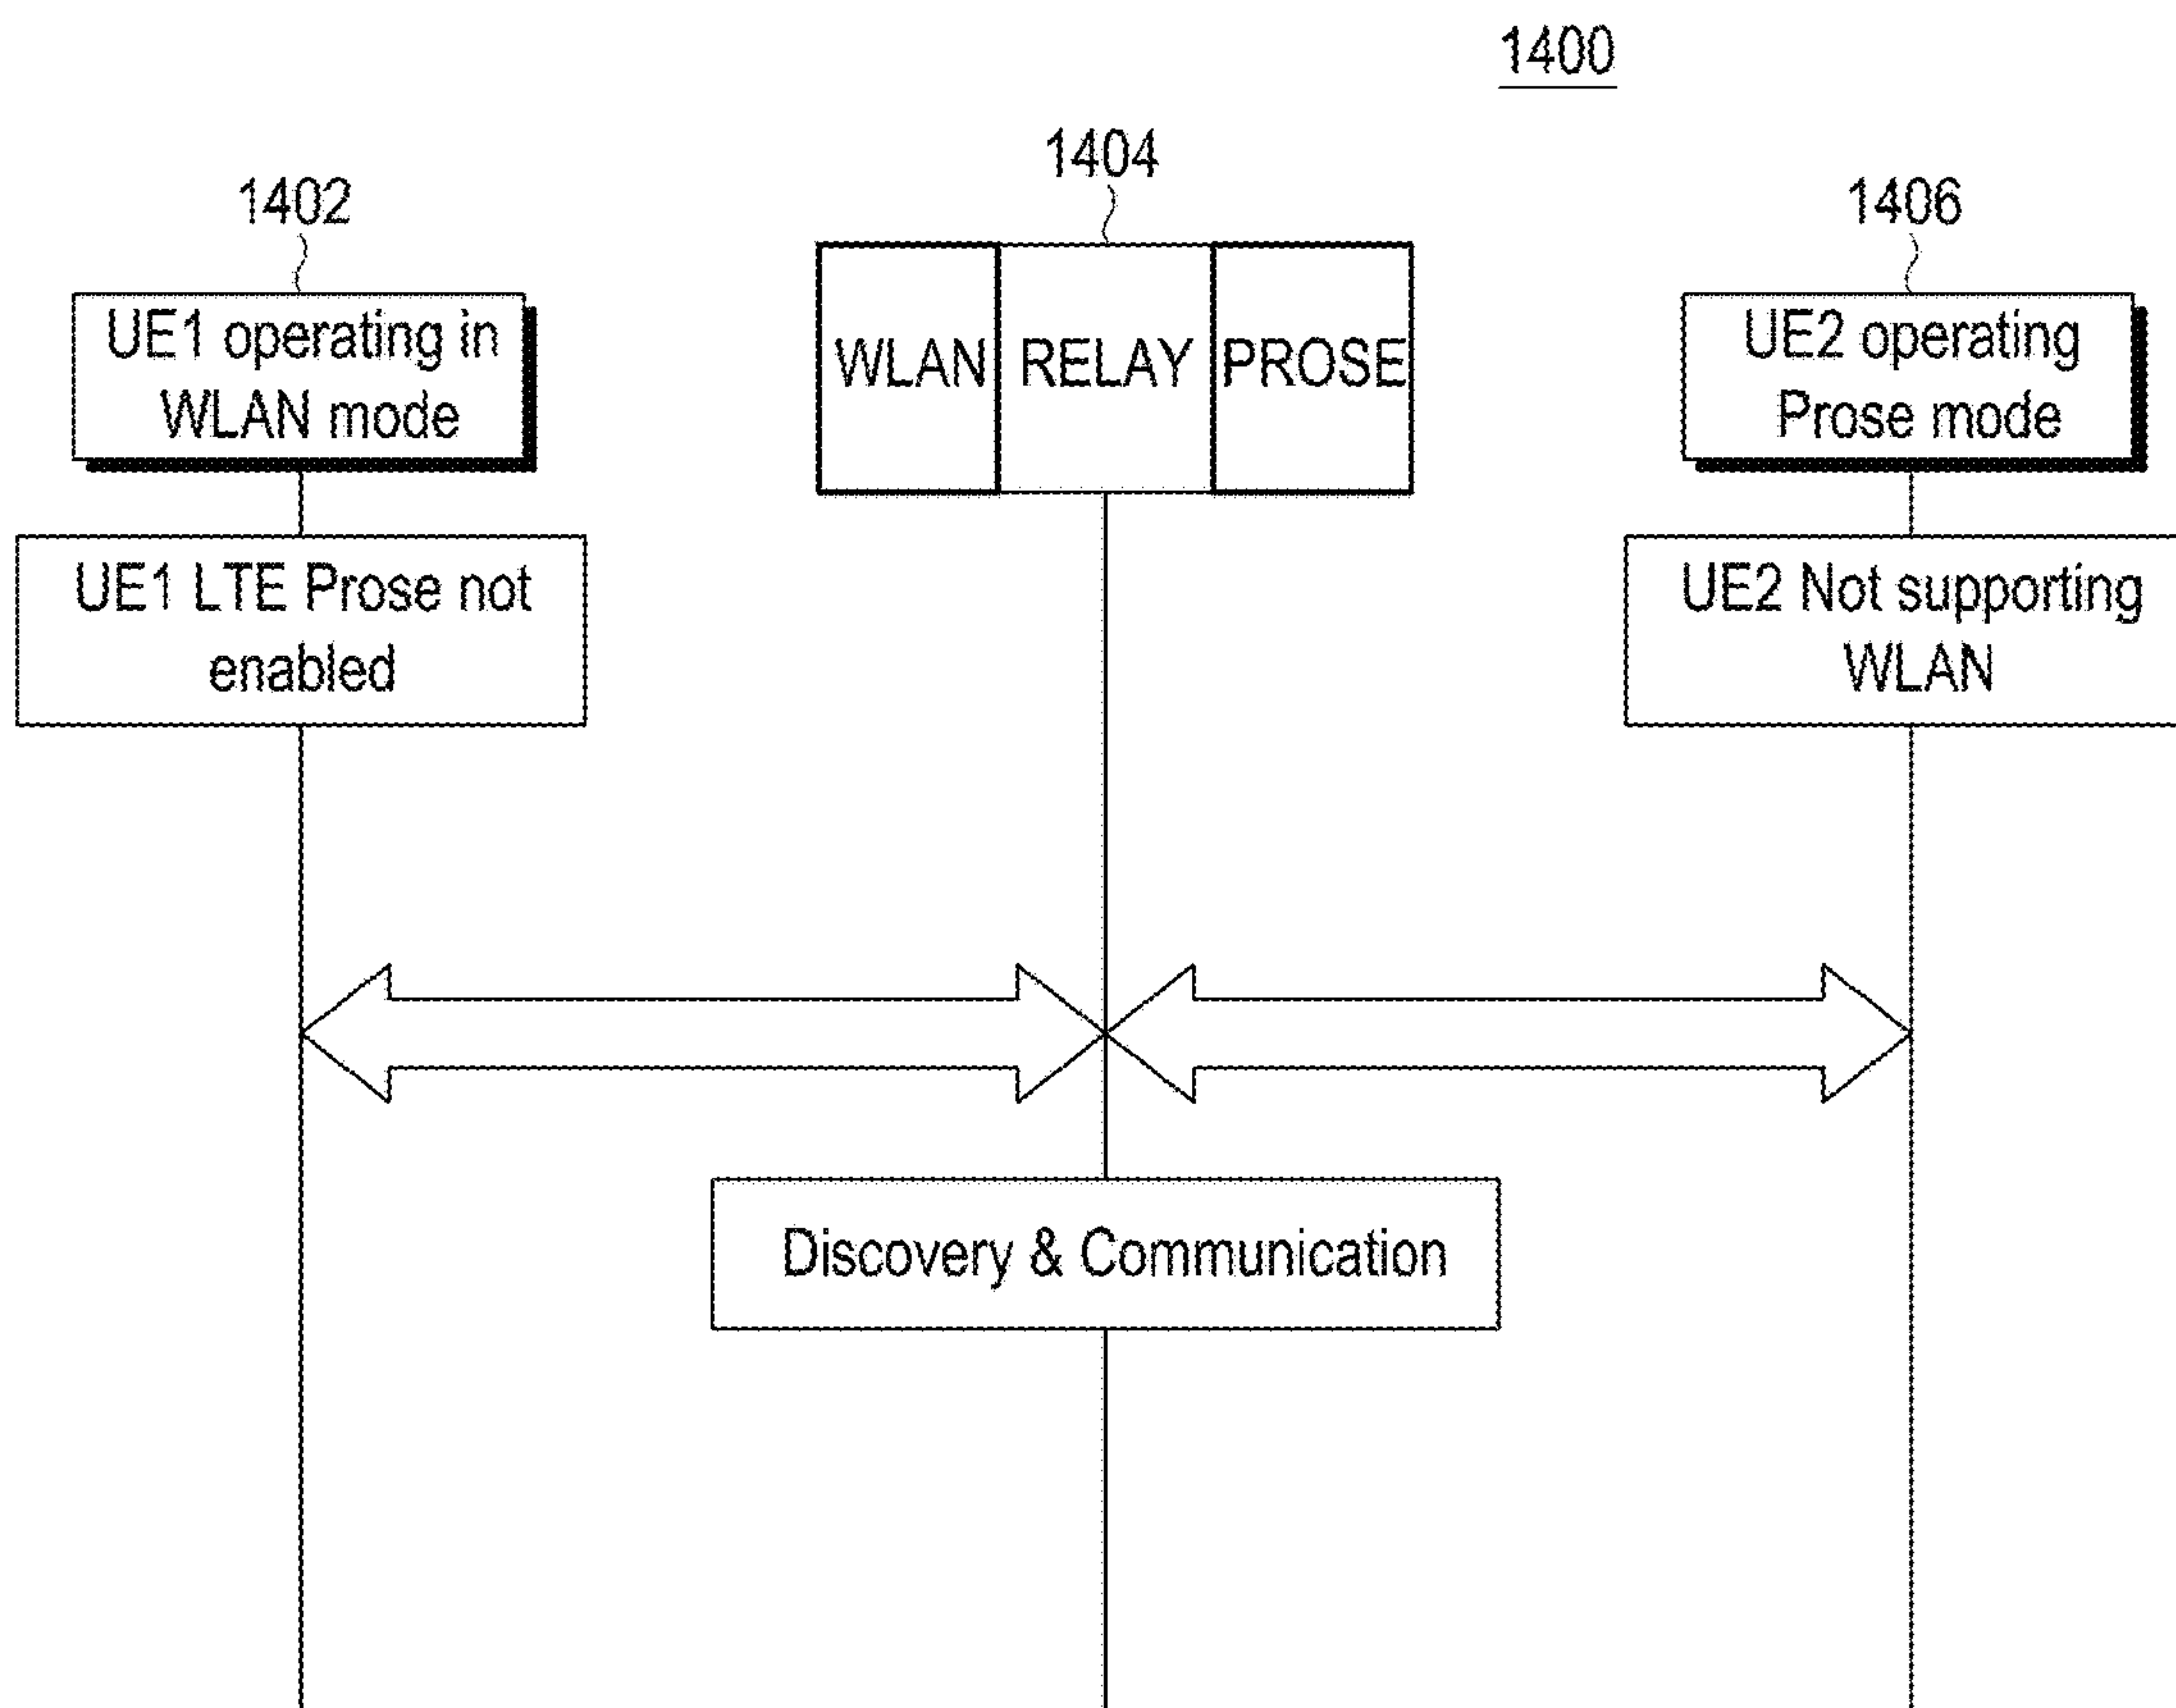 1400
1404
1402
1406
WLAN RELAY PROSE
UE1 operating in
WLAN mode
UE2 operating
Prose mode
UE1 LTE Prose not
enabled
UE2 Not supporting
WLAN
Discovery & Communication